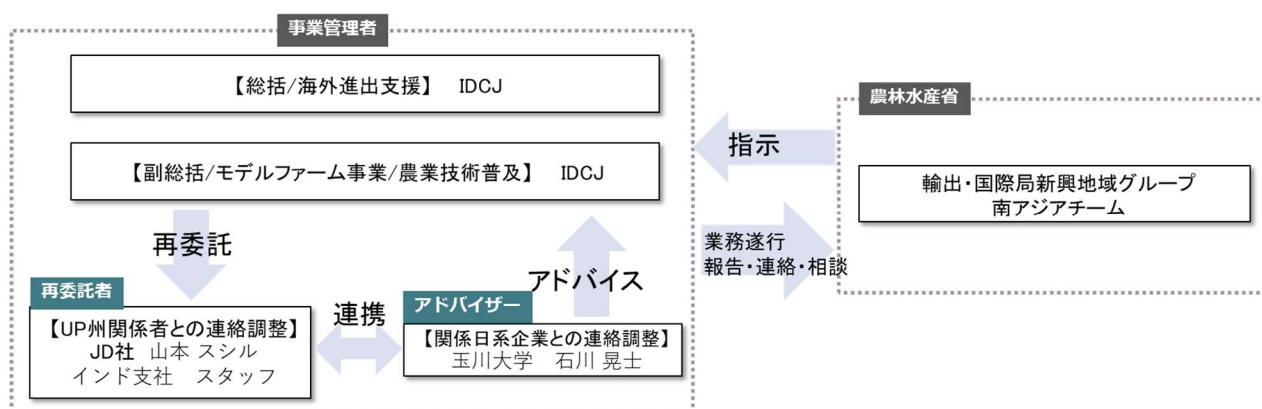 事業管理者
【総括/海外進出支援】 IDCJ
【副総括/モデルファーム事業/農業技術普及】 IDCJ
再委託
アドバイス
再委託者
【UP州関係者との連絡調整】
JD社 山本 スシル
インド支社 スタッフ
連携
アドバイザー
【関係日系企業との連絡調整】
玉川大学 石川 晃士
指示
業務遂行
報告・連絡・相談
農林水産省
輸出・国際局新興地域グループ
南アジアチーム